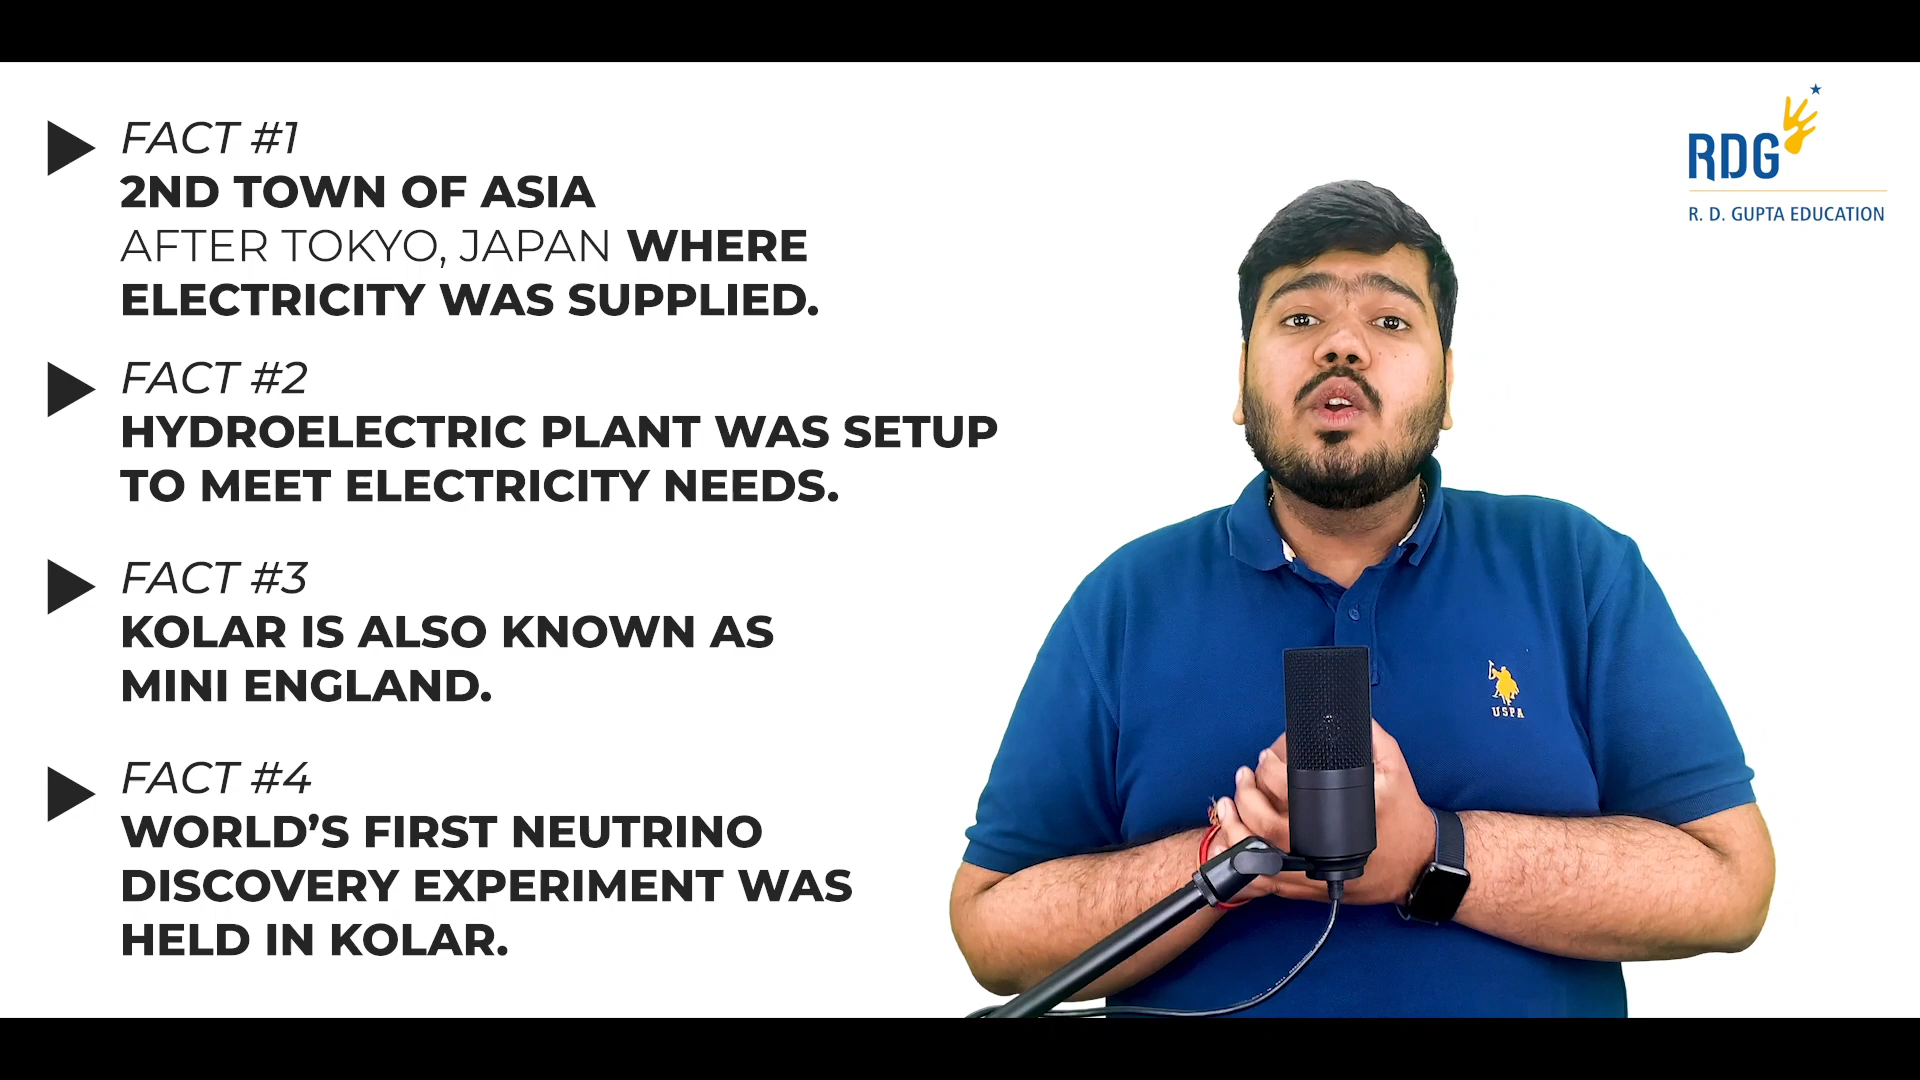 FACT #1
2ND TOWN OF ASIA
AFTER TOKYO, JAPAN WHERE
ELECTRICITY WAS SUPPLIED.
FACT #2
HYDROELECTRIC PLANT WAS SETUP
TO MEET ELECTRICITY NEEDS.
FACT #3
KOLAR IS ALSO KNOWN AS
MINI ENGLAND.
FACT #4
WORLD’S FIRST NEUTRINO
DISCOVERY EXPERIMENT WAS
HELD IN KOLAR.
RDG
R. D. GUPTA EDUCATION
USPA